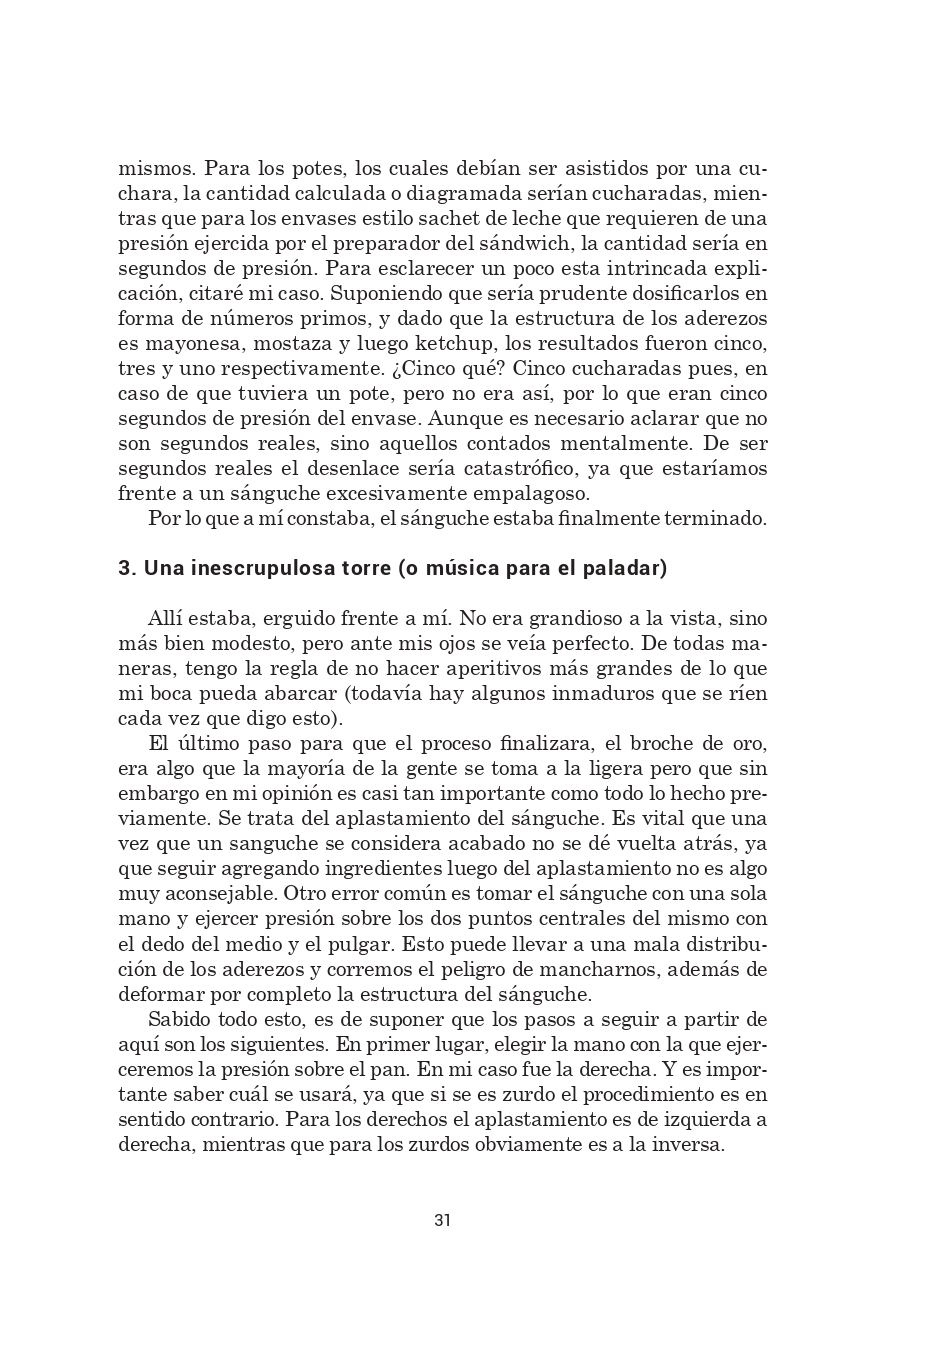 mismos. Para los potes, los cuales debían ser asistidos por una cu-
chara, la cantidad calculada o diagramada serían cucharadas, mien-
tras que para los envases estilo sachet de leche que requieren de una
presión ejercida por el preparador del sándwich, la cantidad sería en
segundos de presión. Para esclarecer un poco esta intrincada expli-
cación, citaré mi caso. Suponiendo que sería prudente dosificarlos en
forma de números primos, y dado que la estructura de los aderezos
es mayonesa, mostaza y luego ketchup, los resultados fueron cinco,
tres y uno respectivamente. ¿Cinco qué? Cinco cucharadas pues, en
caso de que tuviera un pote, pero no era así, por lo que eran cinco
segundos de presión del envase. Aunque es necesario aclarar que no
son segundos reales, sino aquellos contados mentalmente. De ser
segundos reales el desenlace sería catastrófico, ya que estaríamos
frente a un sánguche excesivamente empalagoso.
Por lo que a mí constaba, el sánguche estaba finalmente terminado.
3. Una inescrupulosa torre (o música para el paladar)
Allí estaba, erguido frente a mí. No era grandioso a la vista, sino
más bien modesto, pero ante mis ojos se veía perfecto. De todas ma-
neras, tengo la regla de no hacer aperitivos más grandes de lo que
mi boca pueda abarcar (todavía hay algunos inmaduros que se ríen
cada vez que digo esto).
El último paso para que el proceso finalizara, el broche de oro,
era algo que la mayoría de la gente se toma a la ligera pero que sin
embargo en mi opinión es casi tan importante como todo lo hecho pre-
viamente. Se trata del aplastamiento del sánguche. Es vital que una
vez que un sanguche se considera acabado no se dé vuelta atrás, ya
que seguir agregando ingredientes luego del aplastamiento no es algo
muy aconsejable. Otro error común es tomar el sánguche con una sola
mano y ejercer presión sobre los dos puntos centrales del mismo con
el dedo del medio y el pulgar. Esto puede llevar a una mala distribu-
ción de los aderezos y corremos el peligro de mancharnos, además de
deformar por completo la estructura del sánguche.
Sabido todo esto, es de suponer que los pasos a seguir a partir de
aquí son los siguientes. En primer lugar, elegir la mano con la que ejer-
ceremos la presión sobre el pan. En mi caso fue la derecha. Y es impor-
tante saber cuál se usará, ya que si se es zurdo el procedimiento es en
sentido contrario. Para los derechos el aplastamiento es de izquierda a
derecha, mientras que para los zurdos obviamente es a la inversa.
31